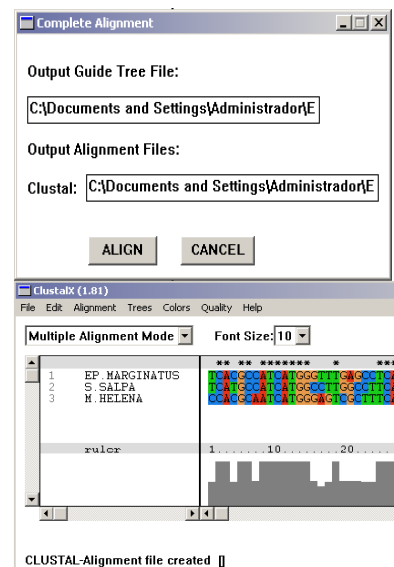 Complete Alignment
Output Guide Tree File:
C:\Documents and Settings\Administrador\E
Output Alignment Files:
Clustal: C:\Documents and Settings\Administrador\E
ALIGN CANCEL
ClustalX (1.81)
File Edit Alignment Trees Colors Quality Help
Multiple Alignment Mode Font Size: 10
** ** ******* * ***
1 EP.MARGINATUS TCACGCCATCATGGGTTTGAGCCTCA
2 S.SALPA TCATGCCATCATGGCCTTGGCCTTCA
3 M.HELENA CCACGCAATCATGGGAGTCGCTTTCA
ruler 1.......10........20......
CLUSTAL-Alignment file created []